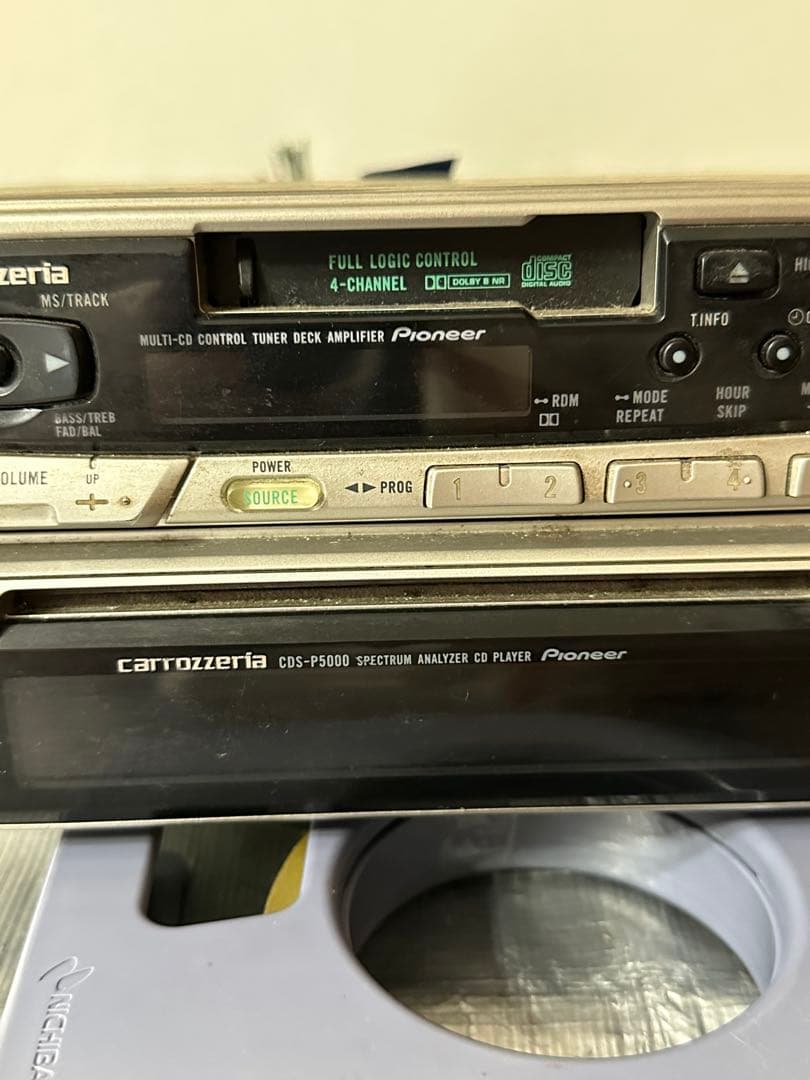 zeria
MS/TRACK
FULL LOGIC CONTROL
4-CHANNEL DOLBY B NR
COMPACT
disc
DIGITAL AUDIO
MULTI-CD CONTROL TUNER DECK AMPLIFIER Pioneer
T.INFO
BASS/TREB
FAD/BAL
RDM
MODE
REPEAT
HOUR
SKIP
OLUME
UP
+
POWER
SOURCE
PROG
1 2
3 4
carrozzeria CDS-P5000 SPECTRUM ANALYZER CD PLAYER Pioneer
NICHIBA